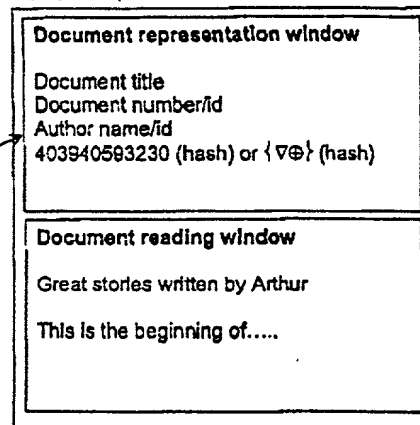 Document representation window
Document title
Document number/id
Author name/id
403940593230 (hash) or {∇⊕} (hash)
Document reading window
Great stories written by Arthur
This is the beginning of.....